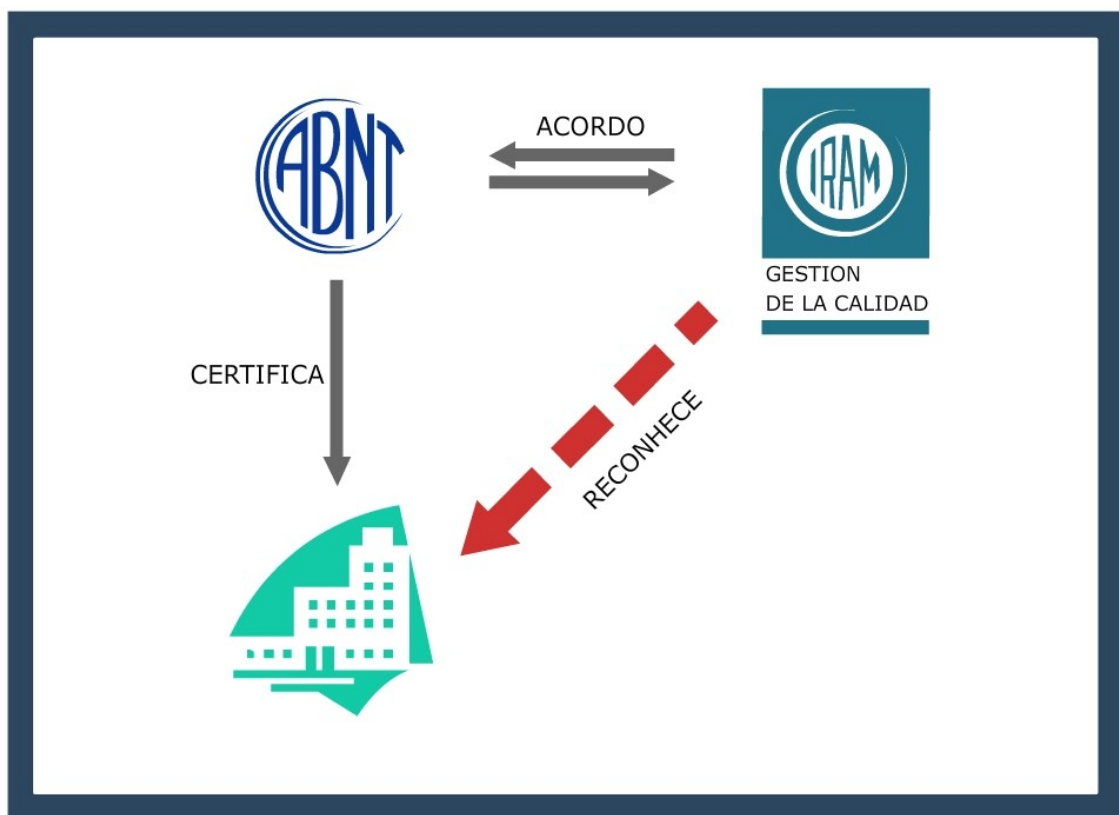 ABNT
ACORDO
IRAM
GESTION
DE LA CALIDAD
CERTIFICA
RECONHECE